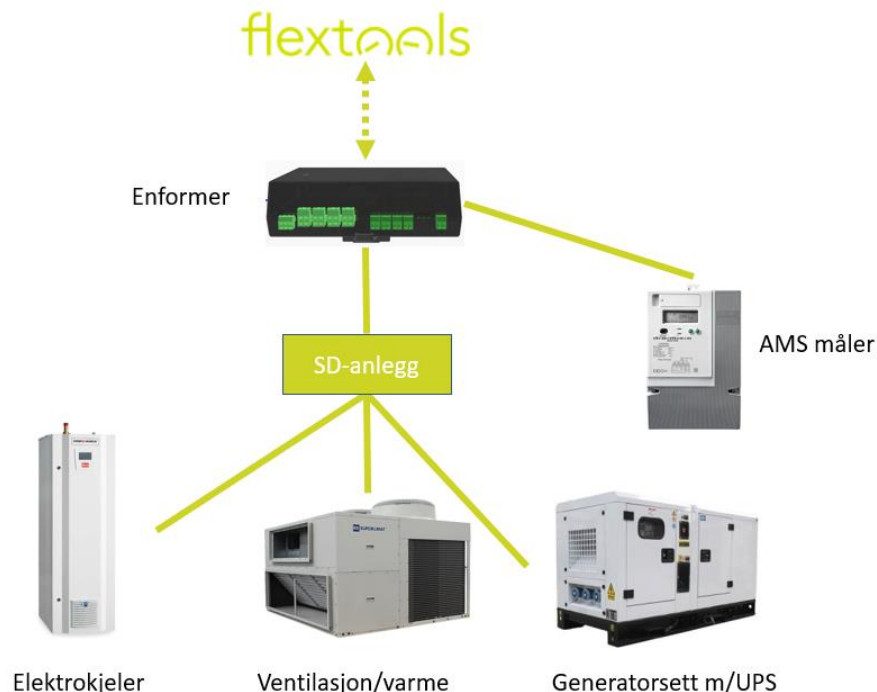 flextools
Enformer
SD-anlegg
AMS måler
Elektrokjeler
Ventilasjon/varme
Generatorsett m/UPS